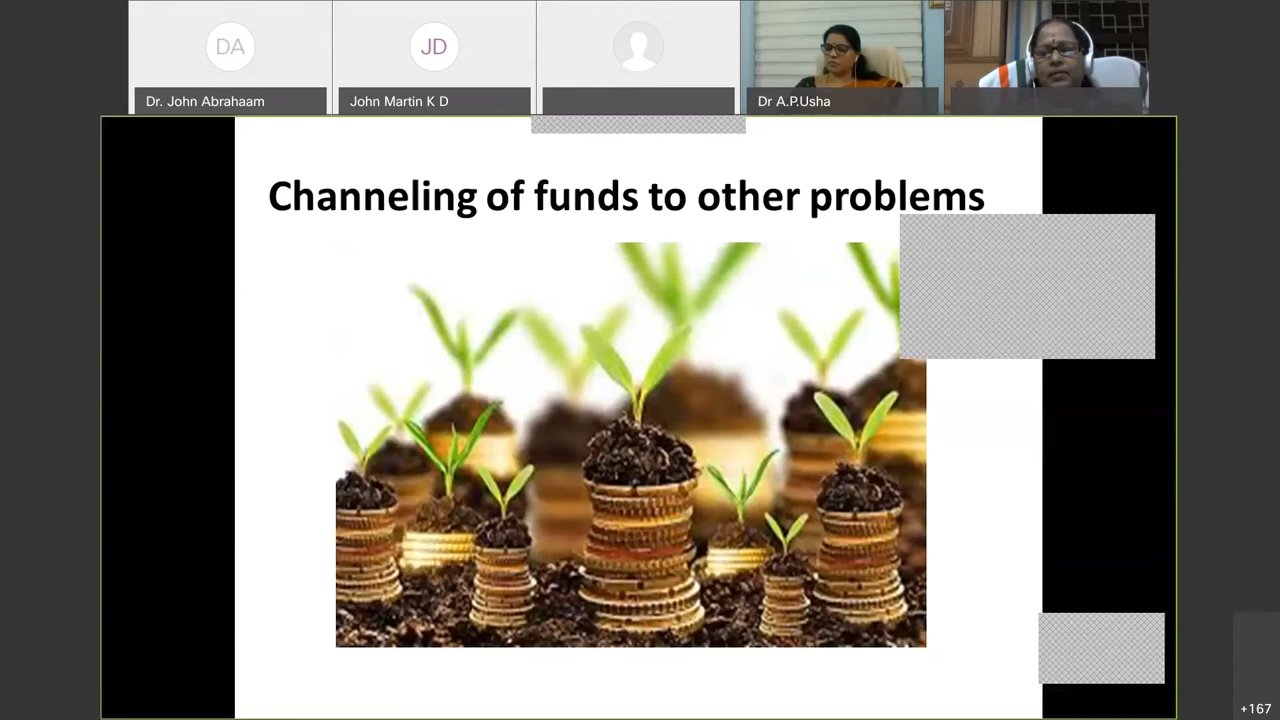 DA
JD
Dr. John Abrahaam
John Martin K D
Dr A.P.Usha
Channeling of funds to other problems
+167